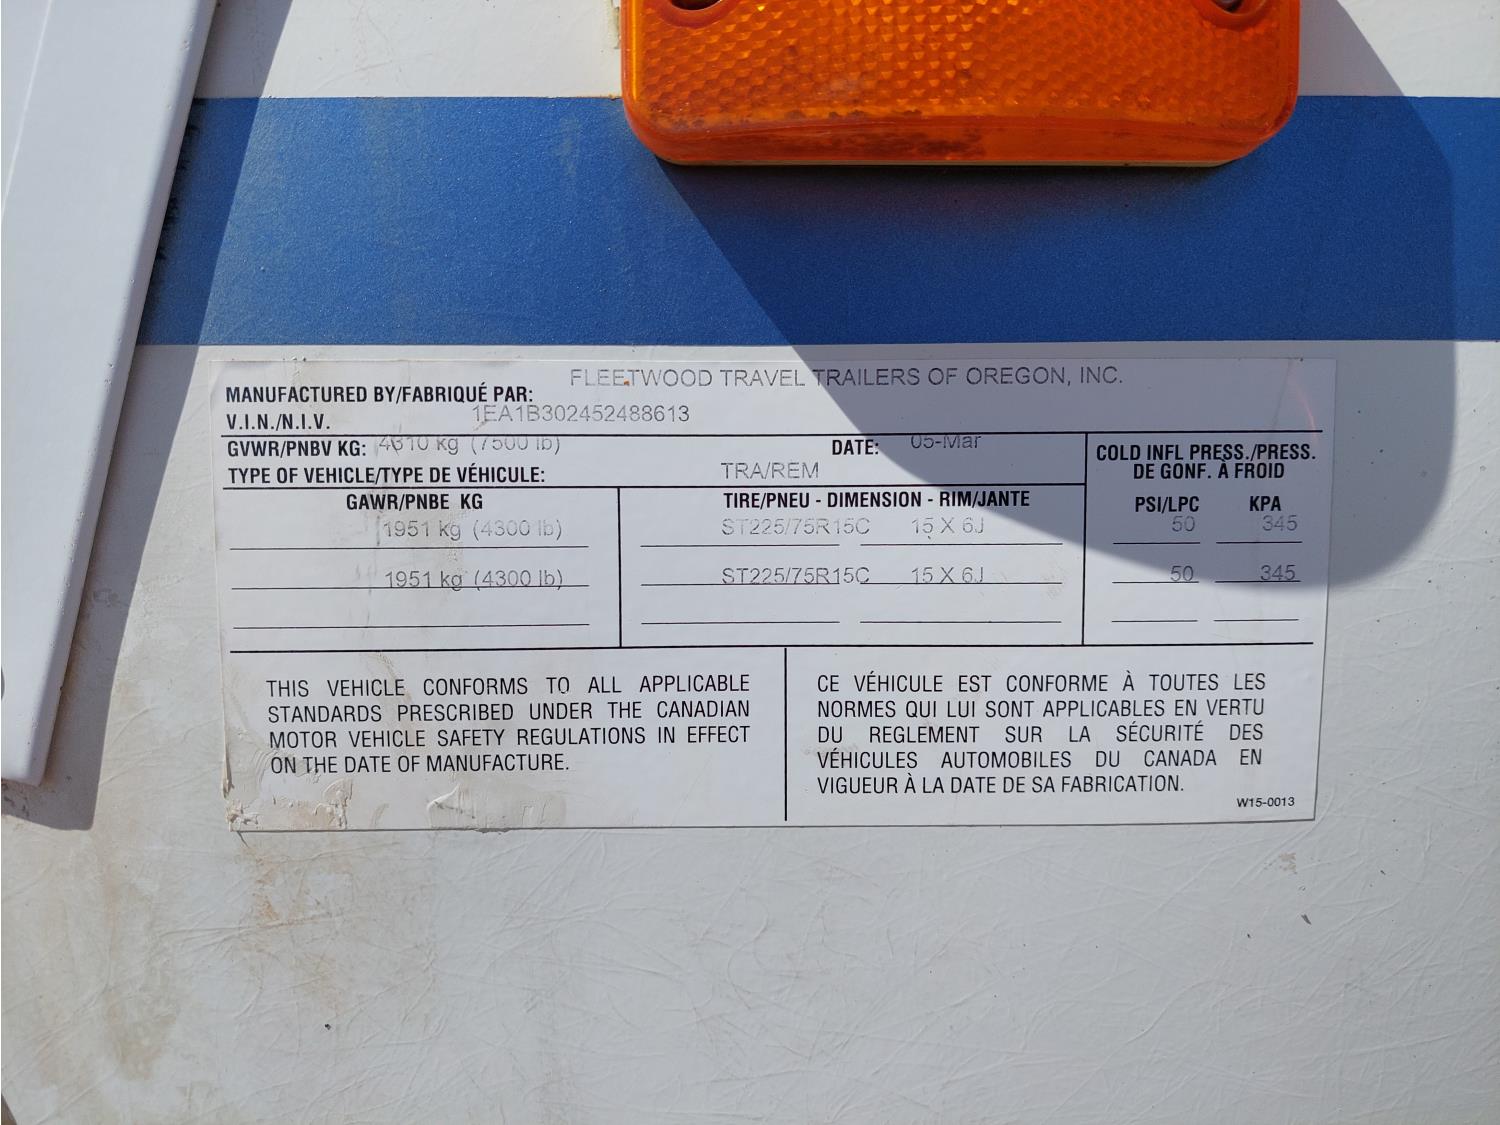 FLEETWOOD TRAVEL TRAILERS OF OREGON, INC.
MANUFACTURED BY/FABRIQUÉ PAR:
V.I.N./N.I.V. 1EA1B302452488613
GVWR/PNBV KG: (7500 lb) DATE: 05-Mar
TYPE OF VEHICLE/TYPE DE VÉHICULE: TRA/REM
COLD INFL PRESS./PRESS.
DE GONF. À FROID
GAWR/PNBE KG TIRE/PNEU - DIMENSION - RIM/JANTE PSI/LPC KPA
1951 kg (4300 lb) ST225/75R15C 15 X 6J 50 345
1951 kg (4300 lb) ST225/75R15C 15 X 6J 50 345
THIS VEHICLE CONFORMS TO ALL APPLICABLE
STANDARDS PRESCRIBED UNDER THE CANADIAN
MOTOR VEHICLE SAFETY REGULATIONS IN EFFECT
ON THE DATE OF MANUFACTURE.
CE VÉHICULE EST CONFORME À TOUTES LES
NORMES QUI LUI SONT APPLICABLES EN VERTU
DU REGLEMENT SUR LA SÉCURITÉ DES
VÉHICULES AUTOMOBILES DU CANADA EN
VIGUEUR À LA DATE DE SA FABRICATION.
W15-0013